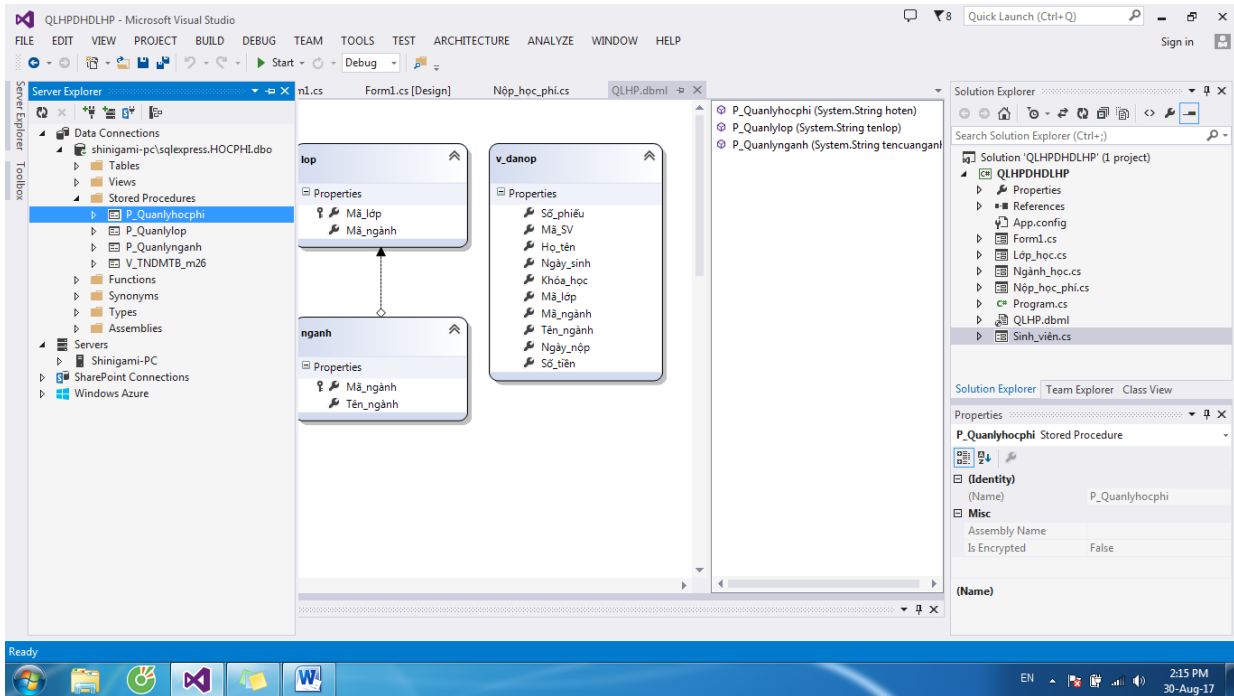 QLHPDHDLHP - Microsoft Visual Studio
8
Quick Launch (Ctrl+Q)
FILE EDIT VIEW PROJECT BUILD DEBUG TEAM TOOLS TEST ARCHITECTURE ANALYZE WINDOW HELP
Sign in
Start
Debug
Server Explorer
Toolbox
Server Explorer
Data Connections
shinigami-pc\sqlexpress.HOCPHI.dbo
Tables
Views
Stored Procedures
P_Quanlyhocphi
P_Quanlylop
P_Quanlynganh
V_TNDMTB_m26
Functions
Synonyms
Types
Assemblies
Servers
Shinigami-PC
SharePoint Connections
Windows Azure
m1.cs
Form1.cs [Design]
Nộp_học_phí.cs
QLHP.dbml
lop
Properties
Mã_lớp
Mã_ngành
nganh
Properties
Mã_ngành
Tên_ngành
v_danop
Properties
Số_phiếu
Mã_SV
Họ_tên
Ngày_sinh
Khóa_học
Mã_lớp
Mã_ngành
Tên_ngành
Ngày_nộp
Số_tiền
P_Quanlyhocphi (System.String hoten)
P_Quanlylop (System.String tenlop)
P_Quanlynganh (System.String tencuanganh
Solution Explorer
Search Solution Explorer (Ctrl+;)
Solution 'QLHPDHDLHP' (1 project)
QLHPDHDLHP
Properties
References
App.config
Form1.cs
Lớp_học.cs
Ngành_học.cs
Nộp_học_phí.cs
Program.cs
QLHP.dbml
Sinh_viên.cs
Solution Explorer Team Explorer Class View
Properties
P_Quanlyhocphi Stored Procedure
(Identity)
(Name) P_Quanlyhocphi
Misc
Assembly Name
Is Encrypted False
(Name)
Ready
EN
2:15 PM
30-Aug-17